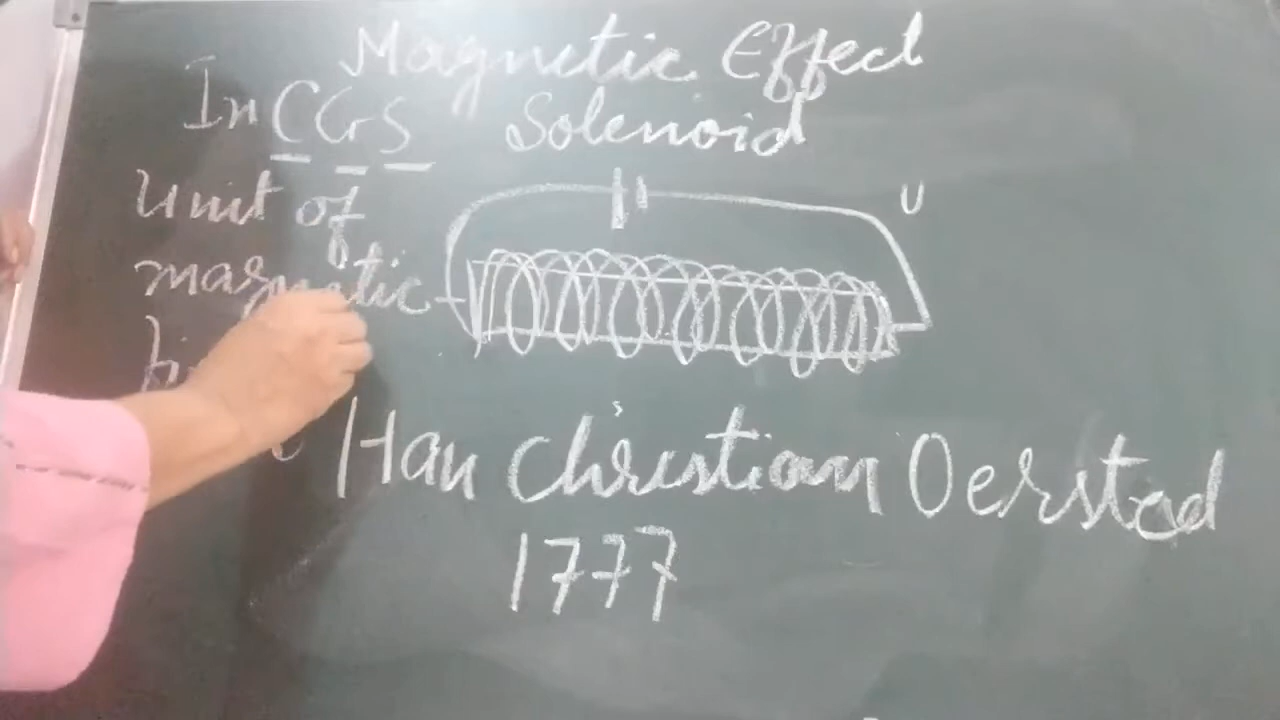 Magnetic Effect
In CGS
Solenoid
Unit of
U
magnetic
Han Christian Oerstad
1777